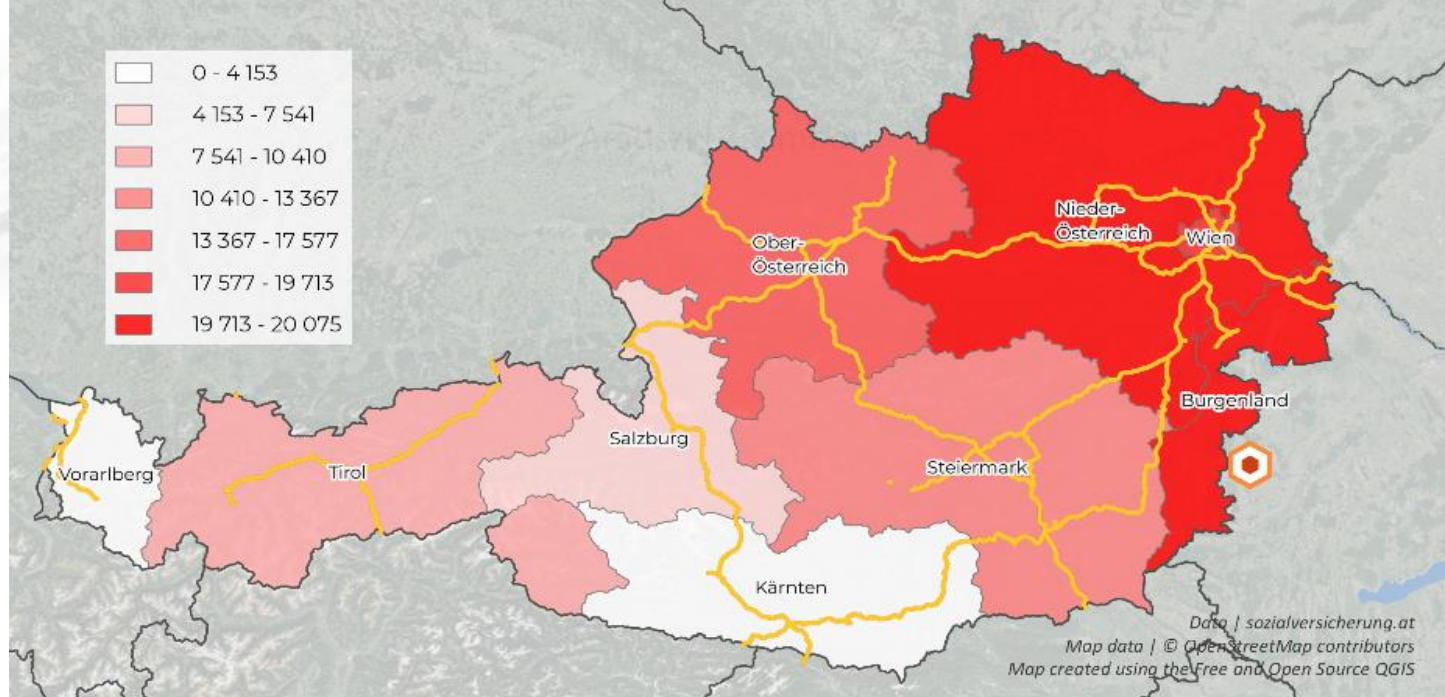 0 - 4 153
4 153 - 7 541
7 541 - 10 410
10 410 - 13 367
13 367 - 17 577
17 577 - 19 713
19 713 - 20 075
Nieder-
Österreich
Wien
Ober-
Österreich
Burgenland
Salzburg
Steiermark
Vorarlberg
Tirol
Kärnten
Data | sozialversicherung.at
Map data | © OpenStreetMap contributors
Map created using the Free and Open Source QGIS